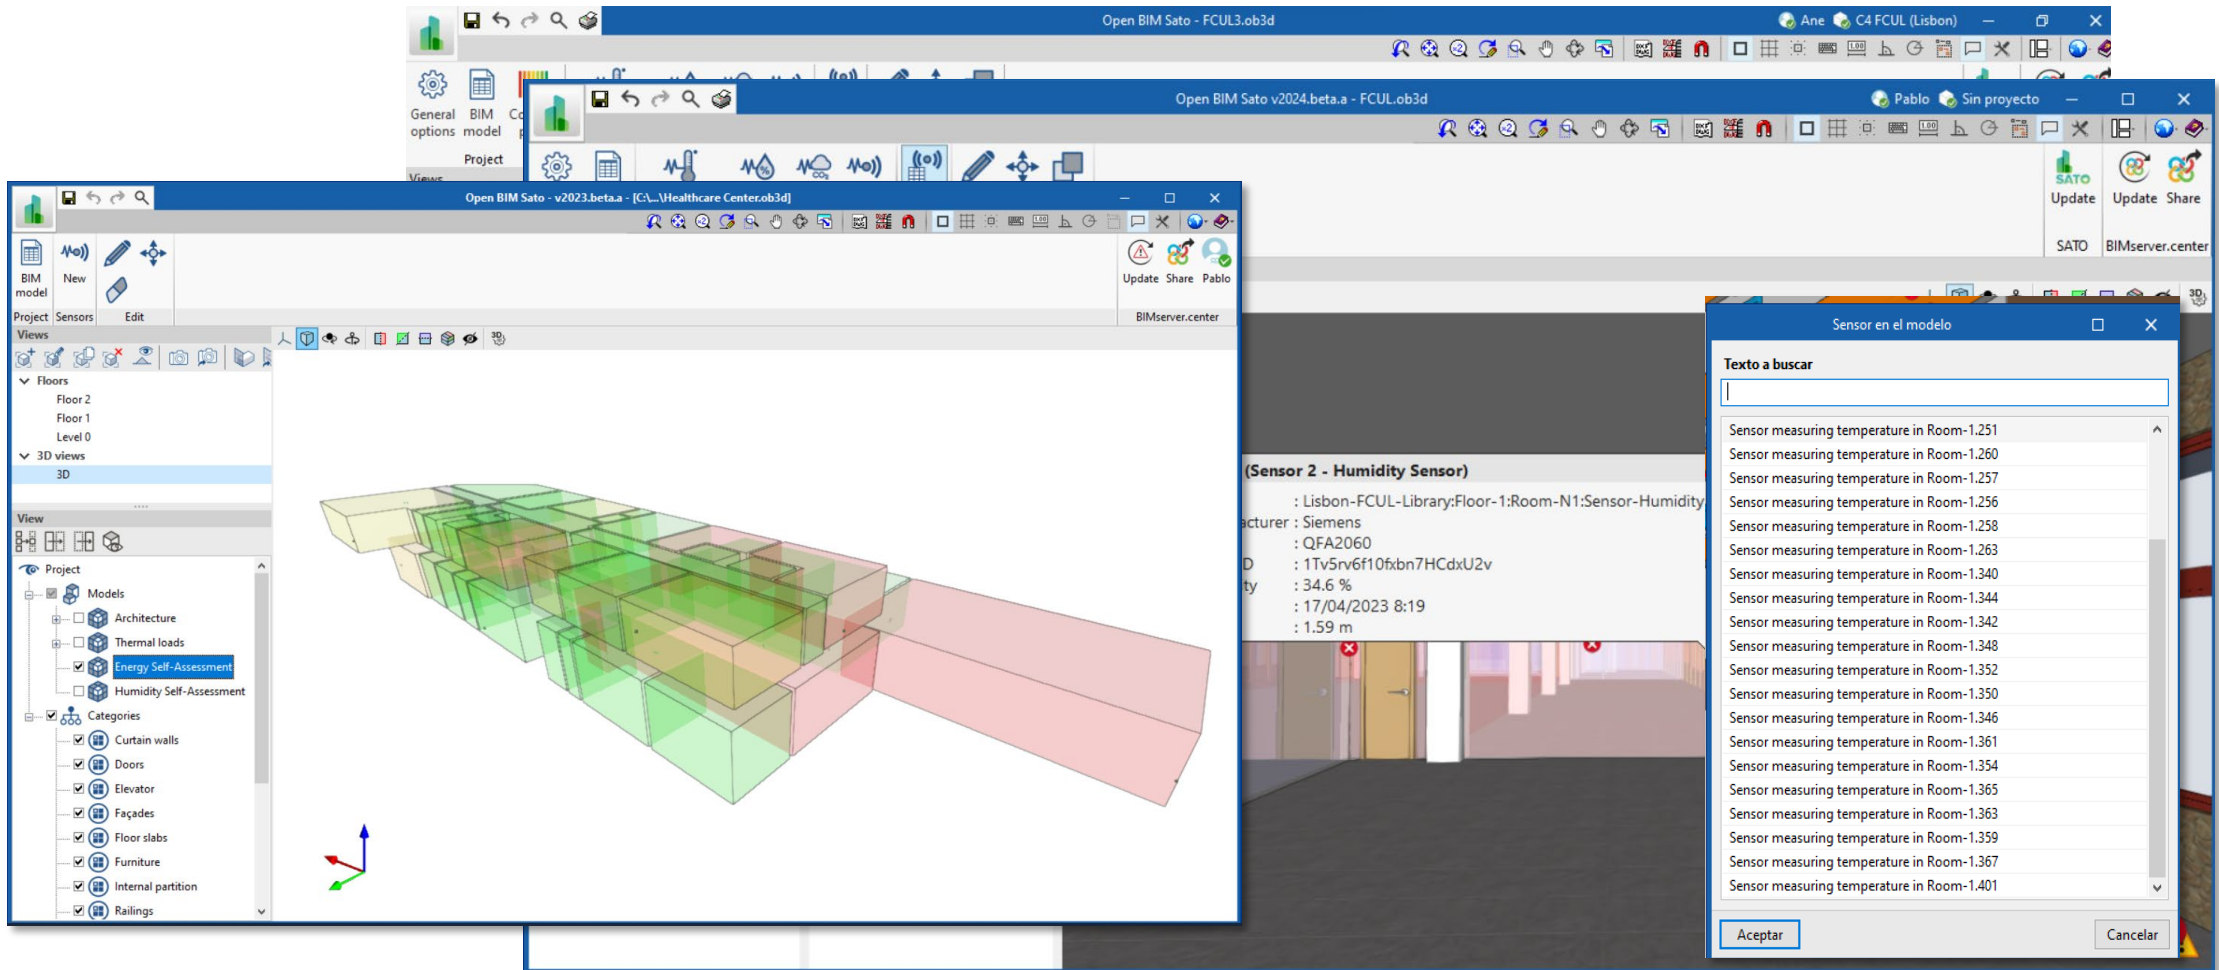 Open BIM Sato - FCUL3.ob3d
Ane
C4 FCUL (Lisbon)
General options
BIM model
Project
Views
Open BIM Sato v2024.beta.a - FCUL.ob3d
Pablo
Sin proyecto
SATO
Update
Update
Share
SATO
BIMserver.center
Open BIM Sato - v2023.beta.a - [C:\...\Healthcare Center.ob3d]
BIM model
New
Project
Sensors
Edit
Update
Share
Pablo
BIMserver.center
Views
Floors
Floor 2
Floor 1
Level 0
3D views
3D
View
Project
Models
Architecture
Thermal loads
Energy Self-Assessment
Humidity Self-Assessment
Categories
Curtain walls
Doors
Elevator
Façades
Floor slabs
Furniture
Internal partition
Railings
(Sensor 2 - Humidity Sensor)
: Lisbon-FCUL-Library:Floor-1:Room-N1:Sensor-Humidity
acturer : Siemens
: QFA2060
D : 1Tv5rv6f10fxbn7HCdxU2v
ty : 34.6 %
: 17/04/2023 8:19
: 1.59 m
Sensor en el modelo
Texto a buscar
Sensor measuring temperature in Room-1.251
Sensor measuring temperature in Room-1.260
Sensor measuring temperature in Room-1.257
Sensor measuring temperature in Room-1.256
Sensor measuring temperature in Room-1.258
Sensor measuring temperature in Room-1.263
Sensor measuring temperature in Room-1.340
Sensor measuring temperature in Room-1.344
Sensor measuring temperature in Room-1.342
Sensor measuring temperature in Room-1.348
Sensor measuring temperature in Room-1.352
Sensor measuring temperature in Room-1.350
Sensor measuring temperature in Room-1.346
Sensor measuring temperature in Room-1.361
Sensor measuring temperature in Room-1.354
Sensor measuring temperature in Room-1.365
Sensor measuring temperature in Room-1.363
Sensor measuring temperature in Room-1.359
Sensor measuring temperature in Room-1.367
Sensor measuring temperature in Room-1.401
Aceptar
Cancelar